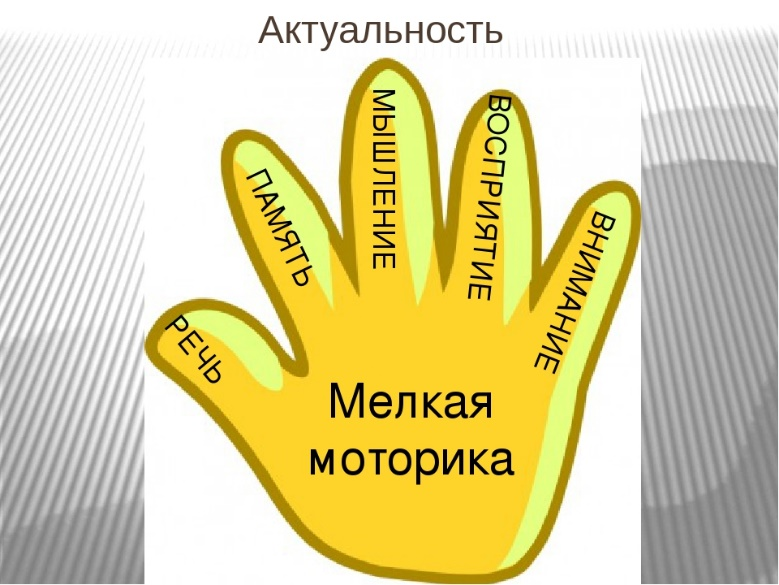 Актуальность
РЕЧЬ
ПАМЯТЬ
МЫШЛЕНИЕ
ВОСПРИЯТИЕ
ВНИМАНИЕ
Мелкая
моторика